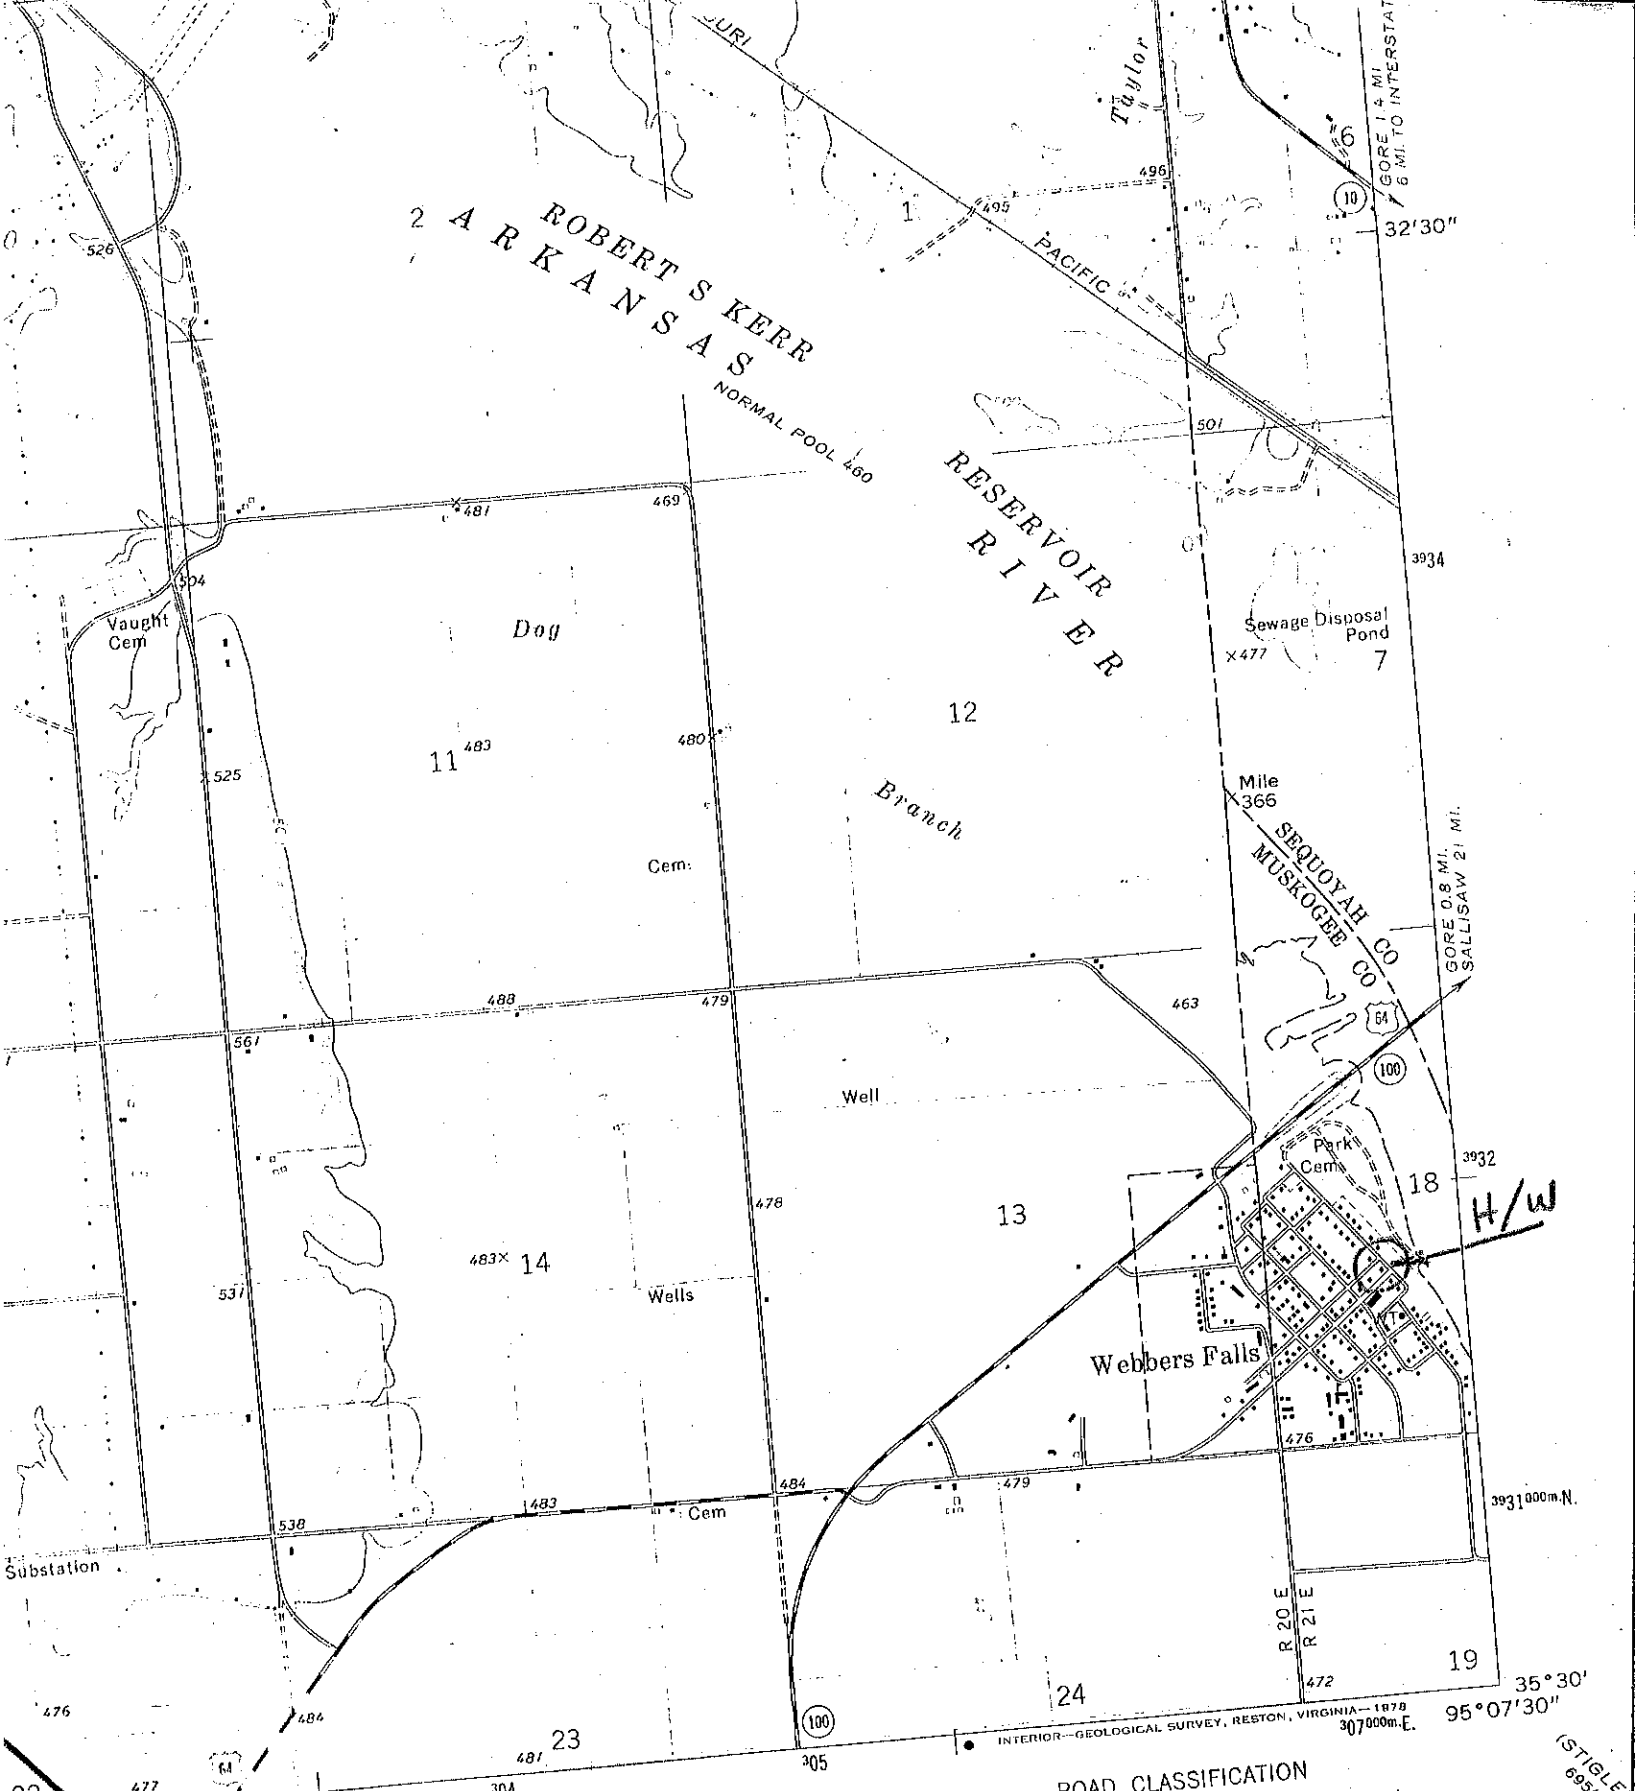 OURI
Taylor
GORE 1.4 MI.
6 MI. TO INTERSTAT
6
10
496
32'30"
2
1
495
ROBERT S KERR
ARKANSAS
PACIFIC
526
NORMAL POOL 460
501
RESERVOIR
RIVER
481
469
3934
504
Vaught
Cem
Dog
Sewage Disposal
Pond
×477
7
12
11
483
480×
×525
Mile
×366
Branch
SEQUOYAH CO
MUSKOGEE CO
GORE 0.8 MI.
SALLISAW 21 MI.
Cem
488
479
463
64
561
100
Well
Park
Cem
3932
18
H/W
478
13
483×
14
531
Wells
WT
Webbers Falls
476
483
484
479
Cem
3931000m.N.
538
Substation
R 20 E
R 21 E
19
472
35°30'
476
24
95°07'30"
484
100
INTERIOR—GEOLOGICAL SURVEY, RESTON, VIRGINIA—1978
307000m.E.
23
64
481
305
(STIGLE
477
304
ROAD CLASSIFICATION